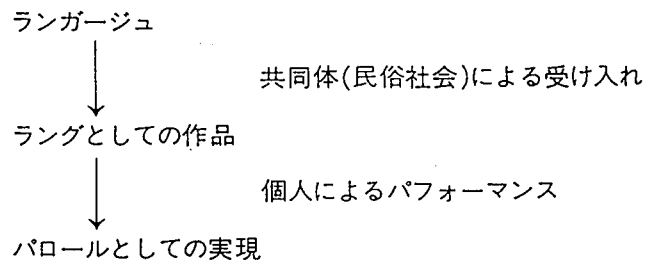 ランガージュ
共同体(民俗社会)による受け入れ
ラングとしての作品
個人によるパフォーマンス
パロールとしての実現